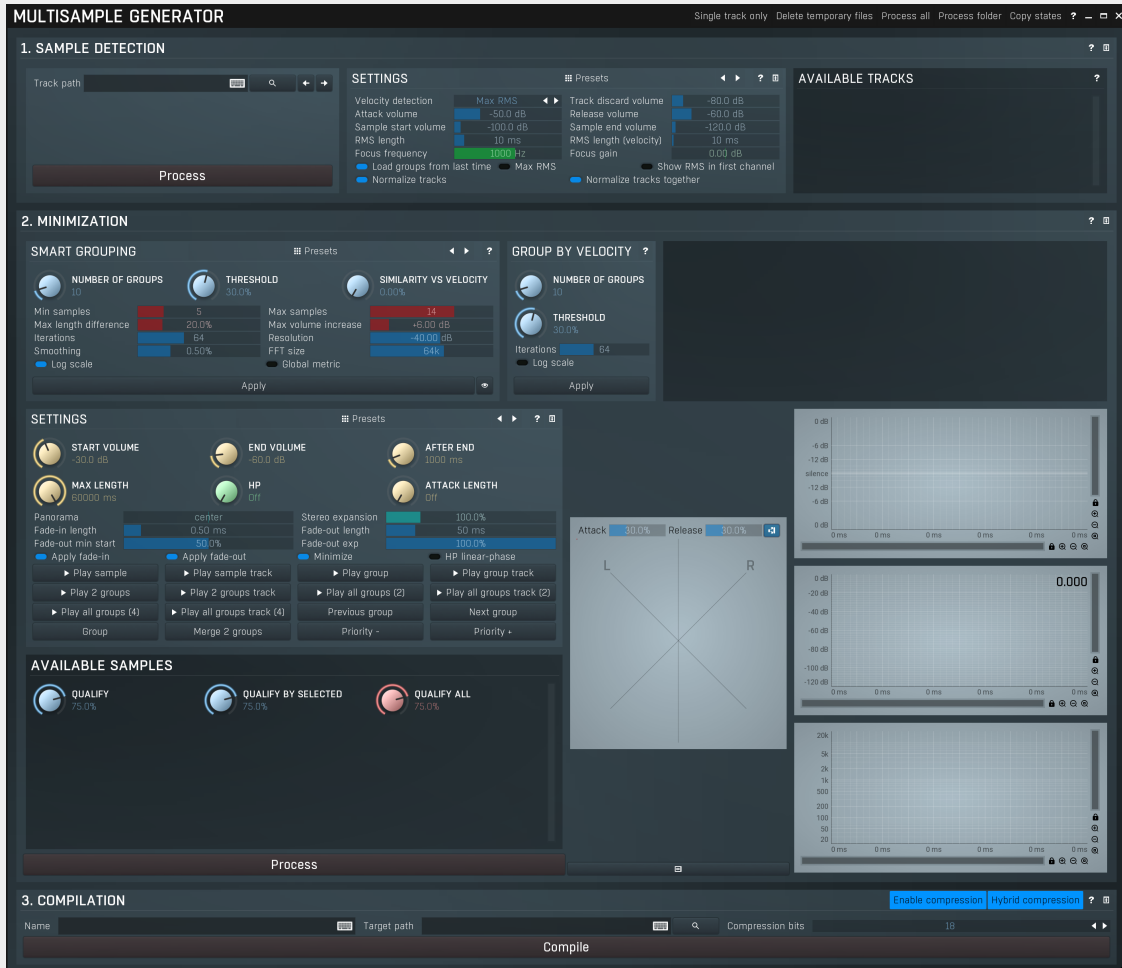 MULTISAMPLE GENERATOR
Single track only Delete temporary files Process all Process folder Copy states ?
1. SAMPLE DETECTION ?
Track path
Process
SETTINGS Presets ?
Velocity detection Max RMS Track discard volume -80.0 dB
Attack volume -50.0 dB Release volume -60.0 dB
Sample start volume -100.0 dB Sample end volume -120.0 dB
RMS length 10 ms RMS length (velocity) 10 ms
Focus frequency 1000 Hz Focus gain 0.00 dB
Load groups from last time Max RMS Show RMS in first channel
Normalize tracks Normalize tracks together
AVAILABLE TRACKS ?
2. MINIMIZATION ?
SMART GROUPING Presets ?
NUMBER OF GROUPS THRESHOLD SIMILARITY VS VELOCITY
10 30.0% 0.00%
Min samples 5 Max samples 14
Max length difference 20.0% Max volume increase +6.00 dB
Iterations 64 Resolution -40.00 dB
Smoothing 0.50% FFT size 64k
Log scale Global metric
Apply
GROUP BY VELOCITY ?
NUMBER OF GROUPS
10
THRESHOLD
30.0%
Iterations 64
Log scale
Apply
SETTINGS Presets ?
START VOLUME END VOLUME AFTER END
-30.0 dB -60.0 dB 1000 ms
MAX LENGTH HP ATTACK LENGTH
60000 ms Off Off
Panorama center Stereo expansion 100.0%
Fade-in length 0.50 ms Fade-out length 50 ms
Fade-out min start 50.0% Fade-out exp 100.0%
Apply fade-in Apply fade-out Minimize HP linear-phase
Play sample Play sample track Play group Play group track
Play 2 groups Play 2 groups track Play all groups (2) Play all groups track (2)
Play all groups (4) Play all groups track (4) Previous group Next group
Group Merge 2 groups Priority - Priority +
AVAILABLE SAMPLES
QUALIFY QUALIFY BY SELECTED QUALIFY ALL
75.0% 75.0% 75.0%
Process
Attack 30.0% Release 30.0%
L R
0 dB
-6 dB
-12 dB
silence
-12 dB
-6 dB
0 dB
0 ms 0 ms 0 ms 0 ms 0 ms 0 ms
0.000
0 dB
-20 dB
-40 dB
-60 dB
-80 dB
-100 dB
-120 dB
0 ms 0 ms 0 ms 0 ms 0 ms 0 ms
20k
5k
2k
1k
500
200
100
50
20
0 ms 0 ms 0 ms 0 ms 0 ms 0 ms
3. COMPILATION Enable compression Hybrid compression ?
Name Target path Compression bits 18
Compile